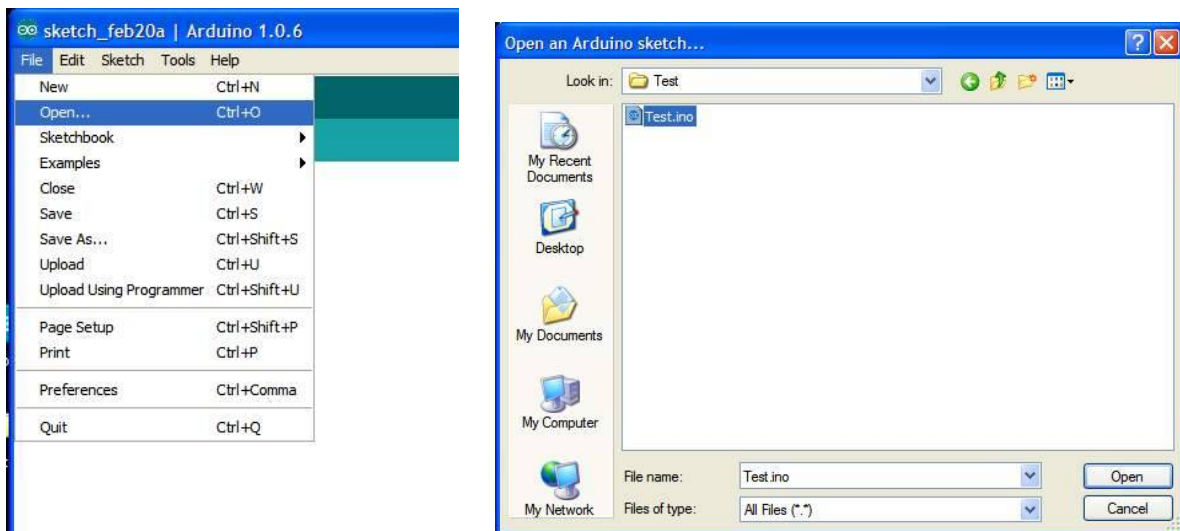 sketch_feb20a | Arduino 1.0.6
File Edit Sketch Tools Help
New Ctrl+N
Open... Ctrl+O
Sketchbook
Examples
Close Ctrl+W
Save Ctrl+S
Save As... Ctrl+Shift+S
Upload Ctrl+U
Upload Using Programmer Ctrl+Shift+U
Page Setup Ctrl+Shift+P
Print Ctrl+P
Preferences Ctrl+Comma
Quit Ctrl+Q
Open an Arduino sketch...
Look in: Test
Test.ino
My Recent
Documents
Desktop
My Documents
My Computer
My Network
File name: Test.ino Open
Files of type: All Files (*.*) Cancel